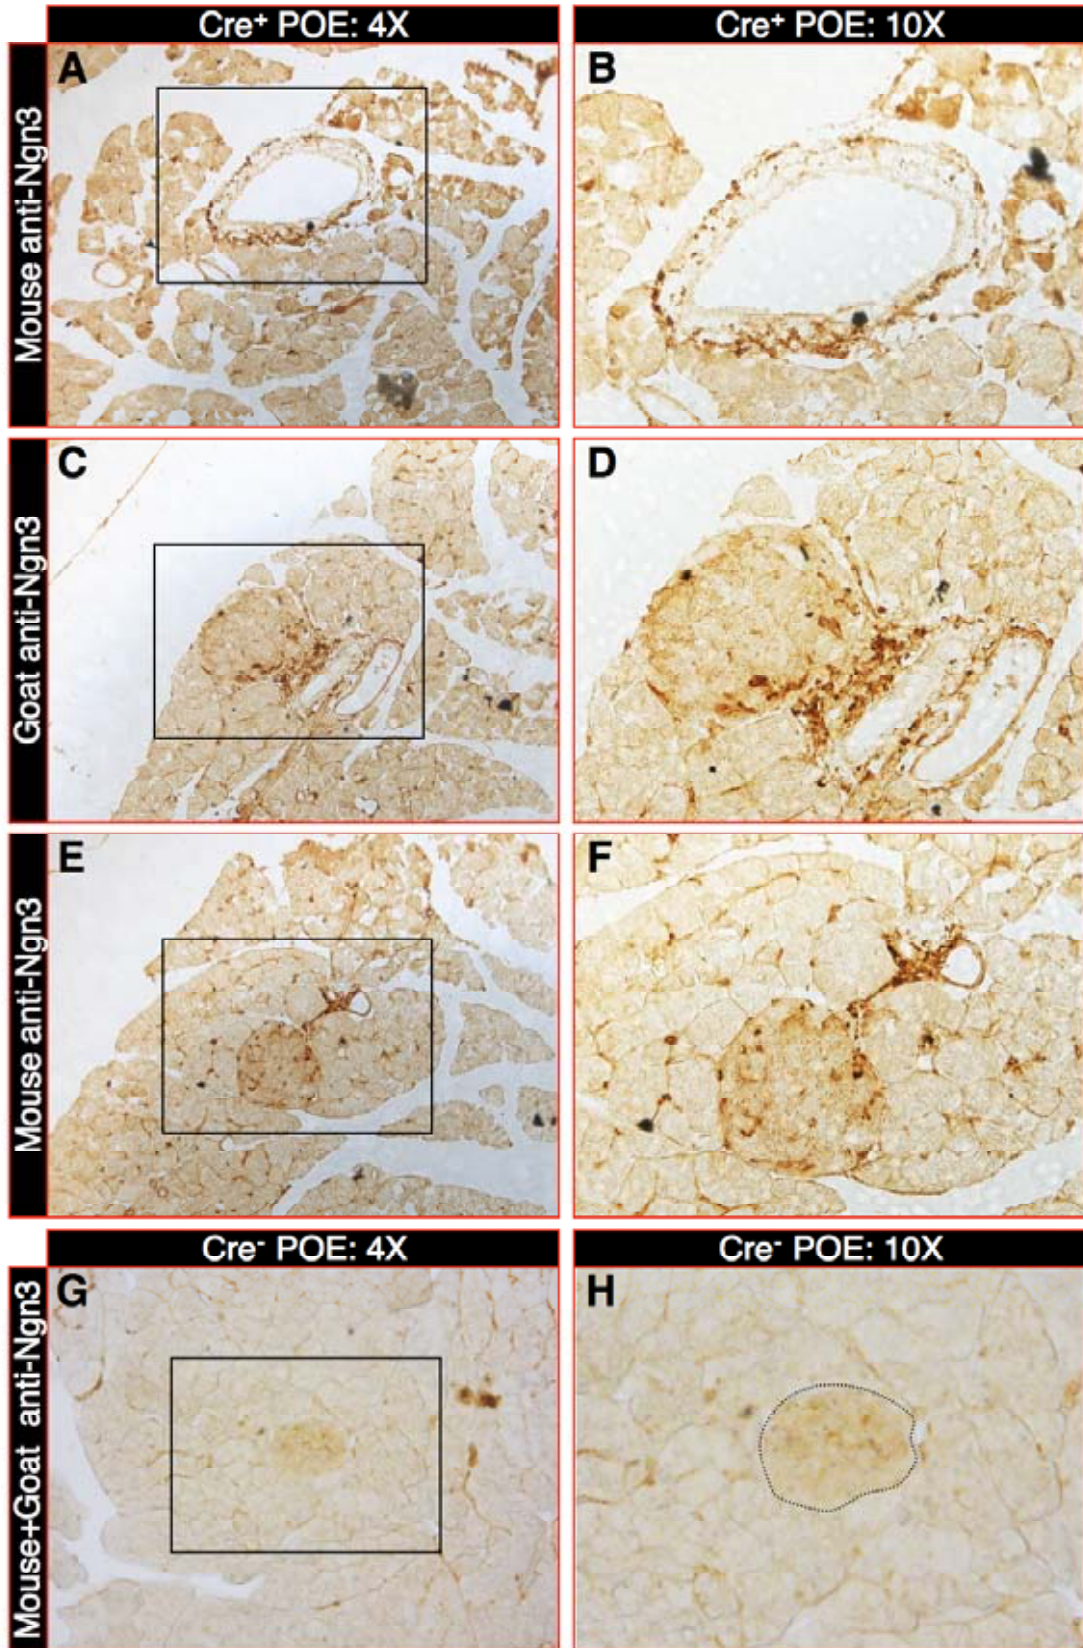 Cre⁺ POE: 4X
Cre⁺ POE: 10X
Mouse anti-Ngn3
A
B
Goat anti-Ngn3
C
D
Mouse anti-Ngn3
E
F
Cre⁻ POE: 4X
Cre⁻ POE: 10X
Mouse+Goat anti-Ngn3
G
H